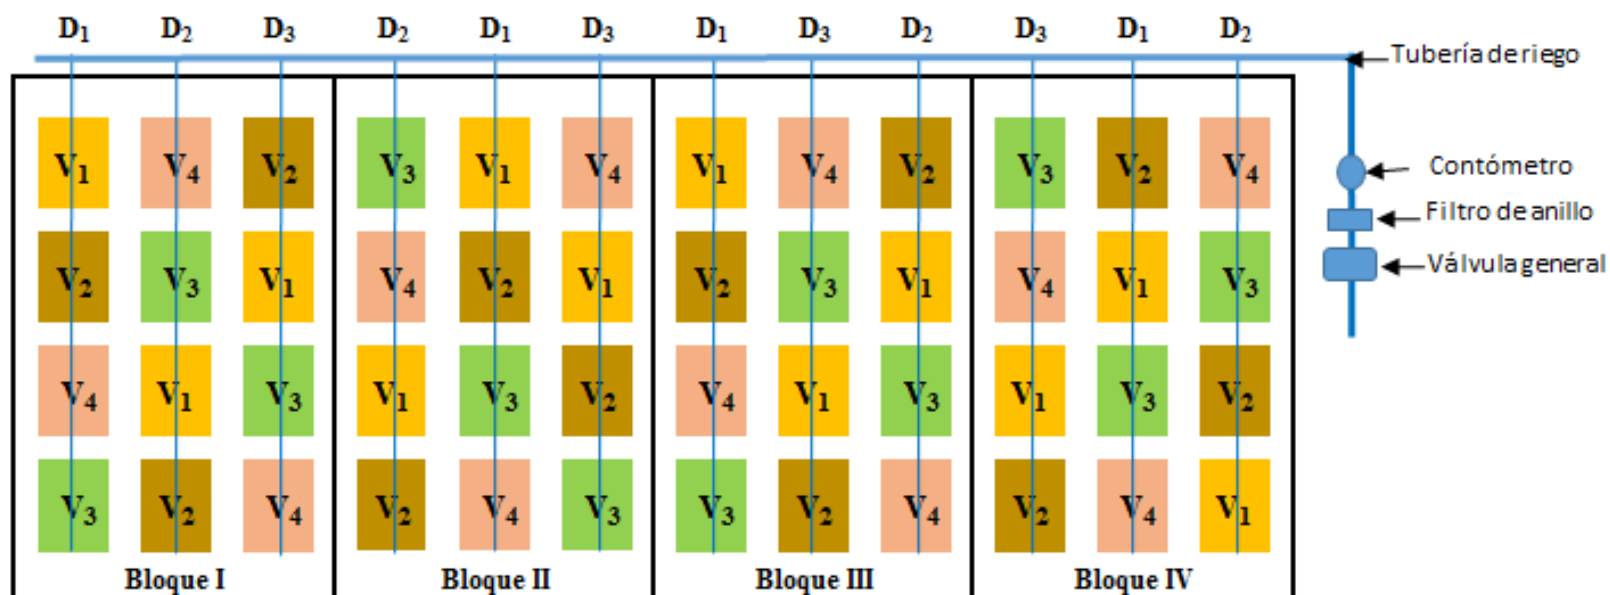 D₁ D₂ D₃ D₂ D₁ D₃ D₁ D₃ D₂ D₃ D₁ D₂
Tubería de riego
V₁ V₄ V₂ V₃ V₁ V₄ V₁ V₄ V₂ V₃ V₂ V₄
Contómetro
Filtro de anillo
V₂ V₃ V₁ V₄ V₂ V₁ V₂ V₃ V₁ V₄ V₁ V₃
Válvula general
V₄ V₁ V₃ V₁ V₃ V₂ V₄ V₁ V₃ V₁ V₃ V₂
V₃ V₂ V₄ V₂ V₄ V₃ V₃ V₂ V₄ V₂ V₄ V₁
Bloque I Bloque II Bloque III Bloque IV